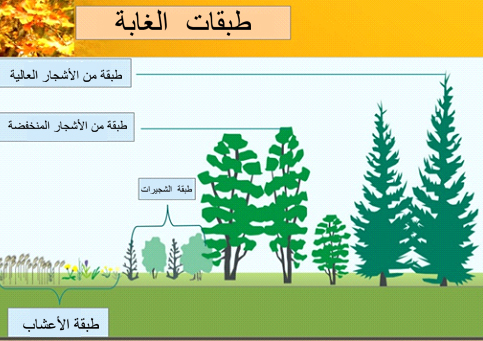 طبقات الغابة
طبقة من الأشجار العالية
طبقة من الأشجار المنخفضة
طبقة الشجيرات
طبقة الأعشاب